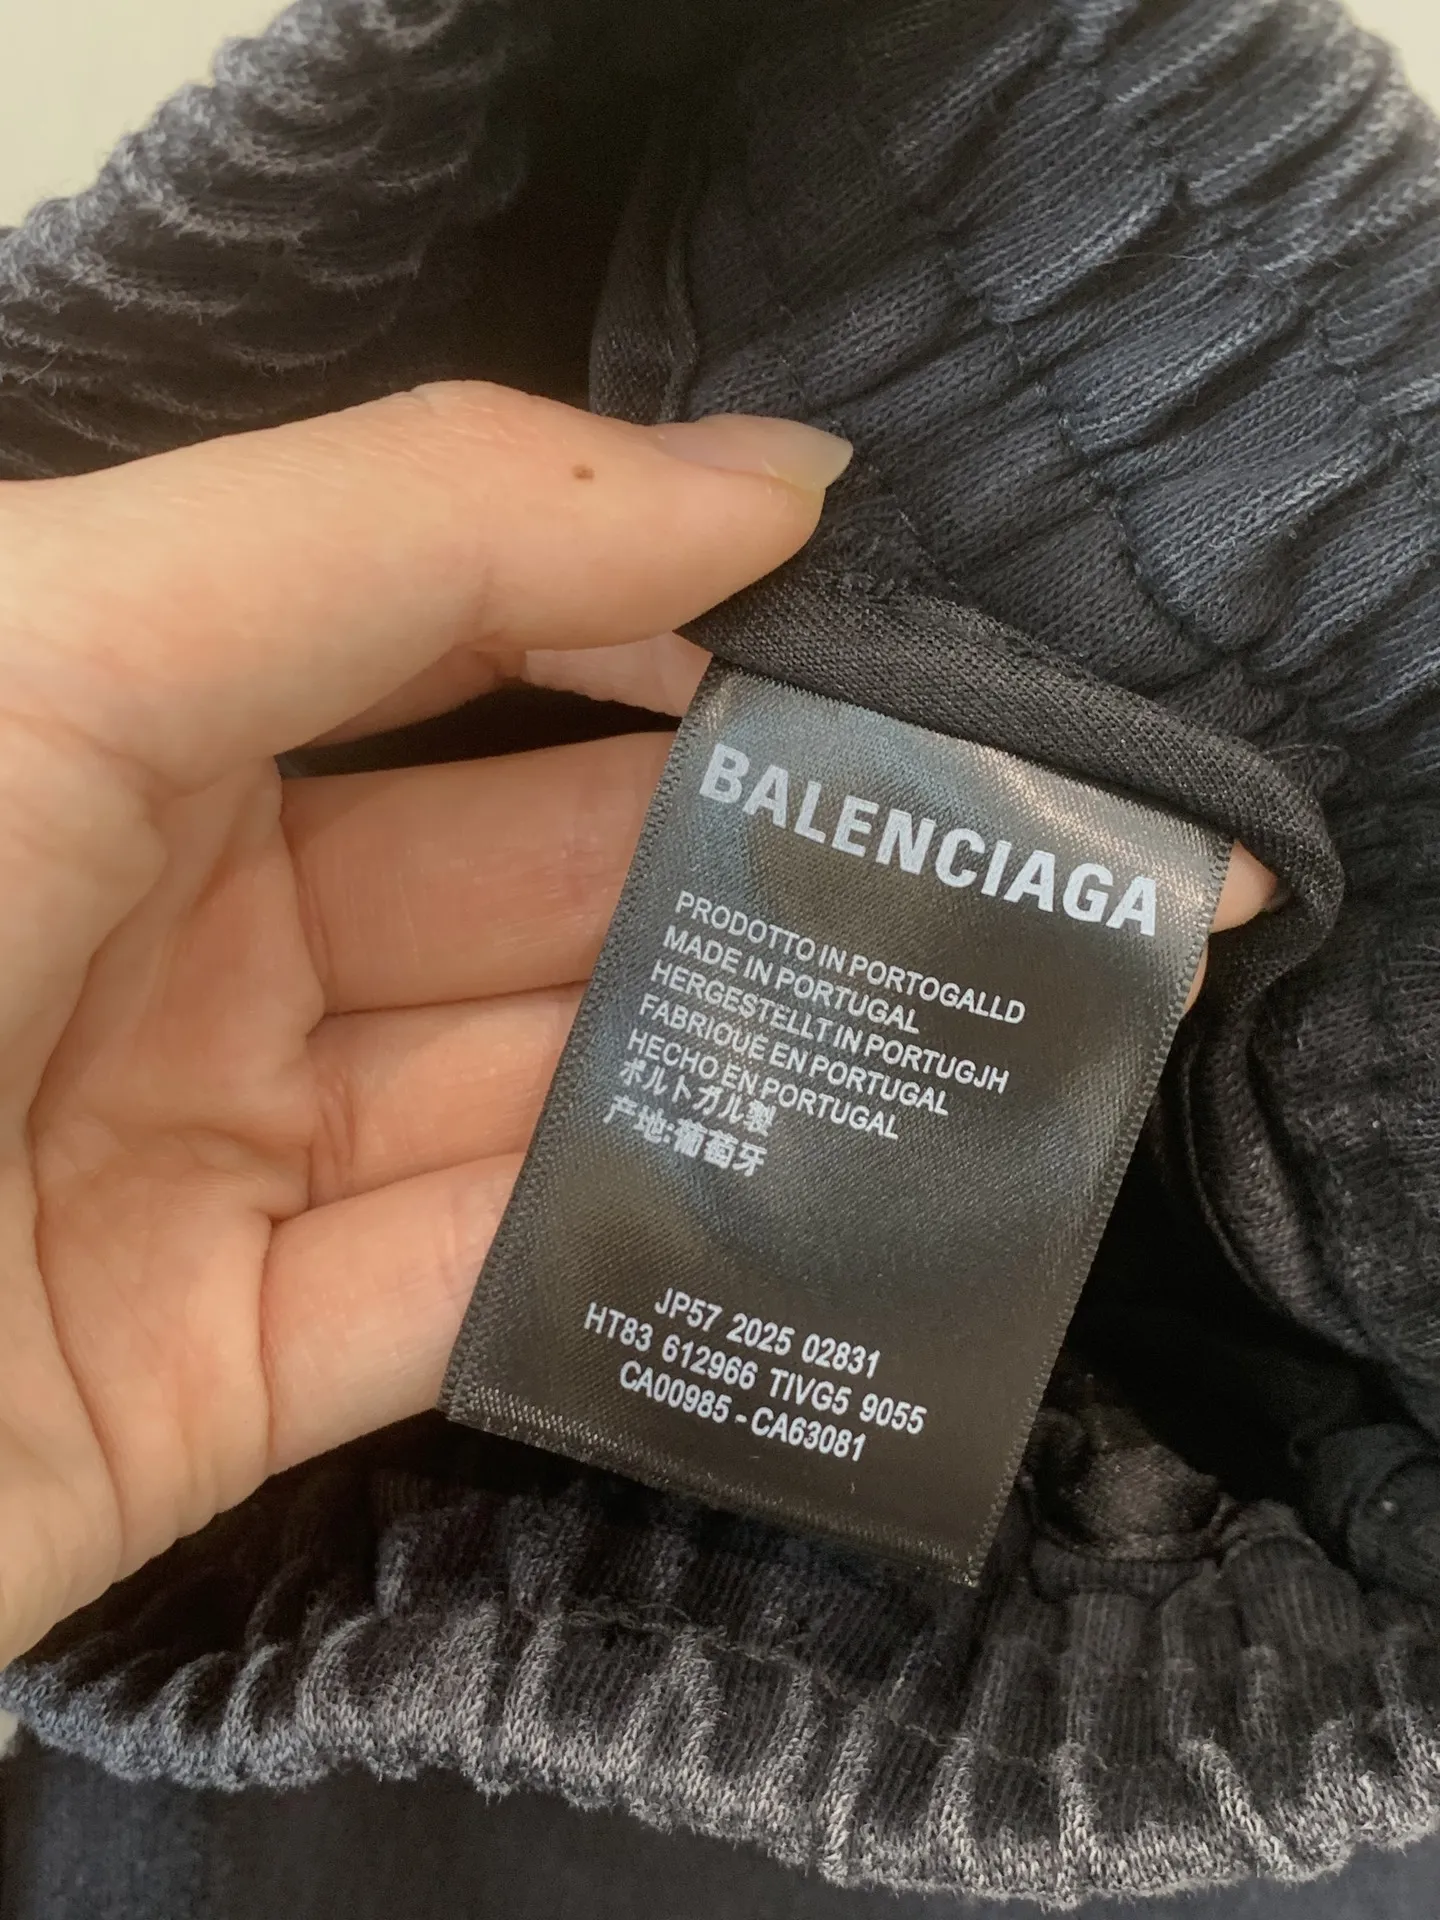 BALENCIAGA
PRODOTTO IN PORTOGALLD
MADE IN PORTUGAL
HERGESTELLT IN PORTUGJH
FABRIQUE EN PORTUGAL
HECHO EN PORTUGAL
ポルトガル製
产地:葡萄牙
JP57 2025 02831
HT83 612966 TIVG5 9055
CA00985 - CA63081